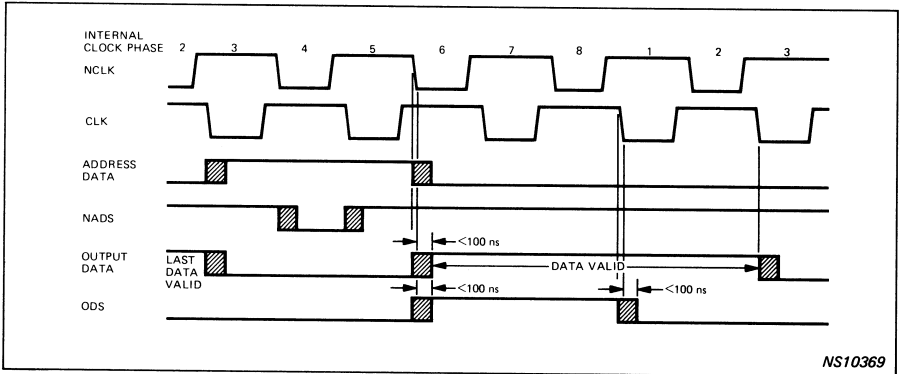 INTERNAL
CLOCK PHASE 2 3 4 5 6 7 8 1 2 3
NCLK
CLK
ADDRESS
DATA
NADS
<100 ns
OUTPUT
DATA
LAST
DATA
VALID
DATA VALID
<100 ns
<100 ns
ODS
NS10369